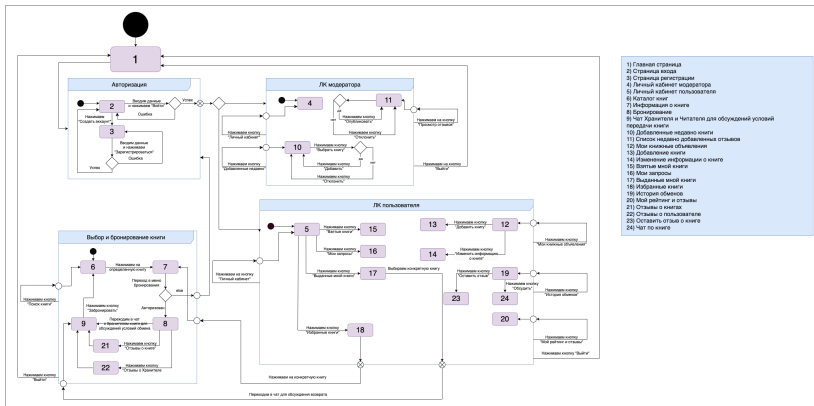 1
Авторизация
2
Вводим данные
и нажимаем "Войти"
Успех
Ошибка
Нажимаем
"Создать аккаунт"
3
Вводим данные
и нажимаем
"Зарегистрироваться"
Ошибка
Успех
ЛК модератора
4
11
да
нет
Нажимаем кнопку
"Опубликовать"
Нажимаем кнопку
"Отклонить"
Нажимаем на кнопку
"Просмотр отзывов"
Нажимаем кнопку
"Личный кабинет"
Нажимаем кнопку
"Добавленные недавно"
10
Нажимаем кнопку
"Выбрать книгу"
да
нет
Нажимаем кнопку
"Добавить"
Нажимаем кнопку
"Отклонить"
Нажимаем на кнопку
"Выйти"
ЛК пользователя
5
Нажимаем кнопку
"Взятые книги"
15
Нажимаем кнопку
"Мои запросы"
16
Нажимаем кнопку
"Выданные мной книги"
17
Выбираем конкретную книгу
Нажимаем кнопку
"Избранные книги"
18
13
Нажимаем кнопку
"Добавить книгу"
12
14
Нажимаем кнопку
"Изменить информацию
о книге"
Нажимаем кнопку
"Мои книжные объявления"
Нажимаем кнопку
"Оставить отзыв"
19
Нажимаем кнопку
"Обсудить"
23
24
Нажимаем кнопку
"История обменов"
20
Нажимаем кнопку
"Мой рейтинг и отзывы"
Нажимаем кнопку "Выйти"
Нажимаем на кнопку
"Личный кабинет"
Выбор и бронирование книги
6
Нажимаем на
определенную книгу
7
Переход в меню
бронирования
else
Авторизован
Нажимаем кнопку
"Забронировать"
9
Переходим в чат
с Хранителем книги для
обсуждения условий обмена
8
21
Нажимаем кнопку
"Отзывы о книге"
22
Нажимаем кнопку
"Отзывы о Хранителе
Нажимаем кнопку
"Поиск книги"
Нажимаем кнопку
"Выйти"
Нажимаем на конкретную книгу
Переходим в чат для обсуждения возврата
1) Главная страница
2) Страница входа
3) Страница регистрации
4) Личный кабинет модератора
5) Личный кабинет пользователя
6) Каталог книг
7) Информация о книге
8) Бронирование
9) Чат Хранителя и Читателя для обсуждений условий
передачи книги
10) Добавленные недавно книги
11) Список недавно добавленных отзывов
12) Мои книжные объявления
13) Добавление книги
14) Изменение информации о книге
15) Взятые мной книги
16) Мои запросы
17) Выданные мной книги
18) Избранные книги
19) История обменов
20) Мой рейтинг и отзывы
21) Отзывы о книгах
22) Отзывы о пользователе
23) Оставить отзыв о книге
24) Чат по книге